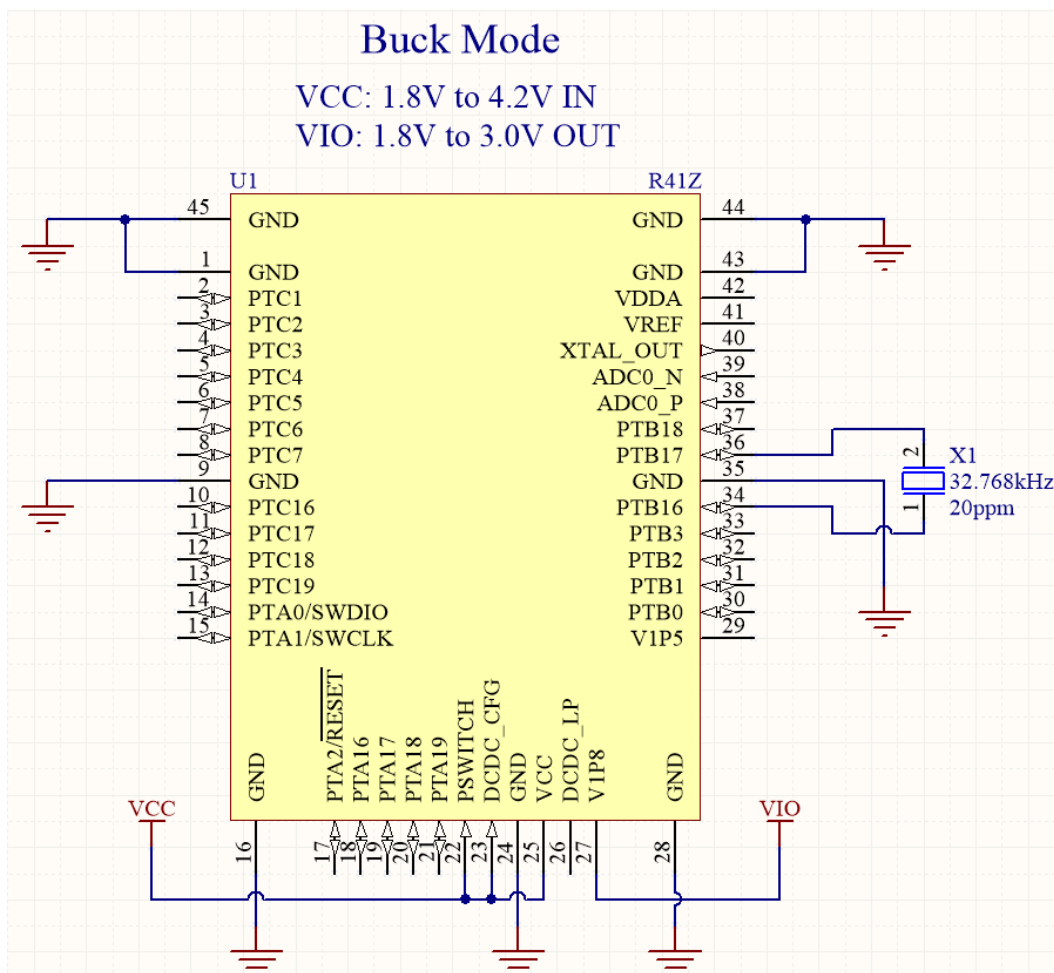 Buck Mode
VCC: 1.8V to 4.2V IN
VIO: 1.8V to 3.0V OUT
U1
R41Z
45 GND
GND 44
1 GND
GND 43
2 PTC1
VDDA 42
3 PTC2
VREF 41
4 PTC3
XTAL_OUT 40
5 PTC4
ADC0_N 39
6 PTC5
ADC0_P 38
7 PTC6
PTB18 37
8 PTC7
PTB17 36
9 GND
GND 35
10 PTC16
PTB16 34
11 PTC17
PTB3 33
12 PTC18
PTB2 32
13 PTC19
PTB1 31
14 PTA0/SWDIO
PTB0 30
15 PTA1/SWCLK
V1P5 29
2
X1
32.768kHz
1
20ppm
GND 16
PTA2/RESET 17
PTA16 18
PTA17 19
PTA18 20
PTA19 21
PSWITCH 22
DCDC_CFG 23
GND 24
VCC 25
DCDC_LP 26
V1P8 27
GND 28
VCC
VIO